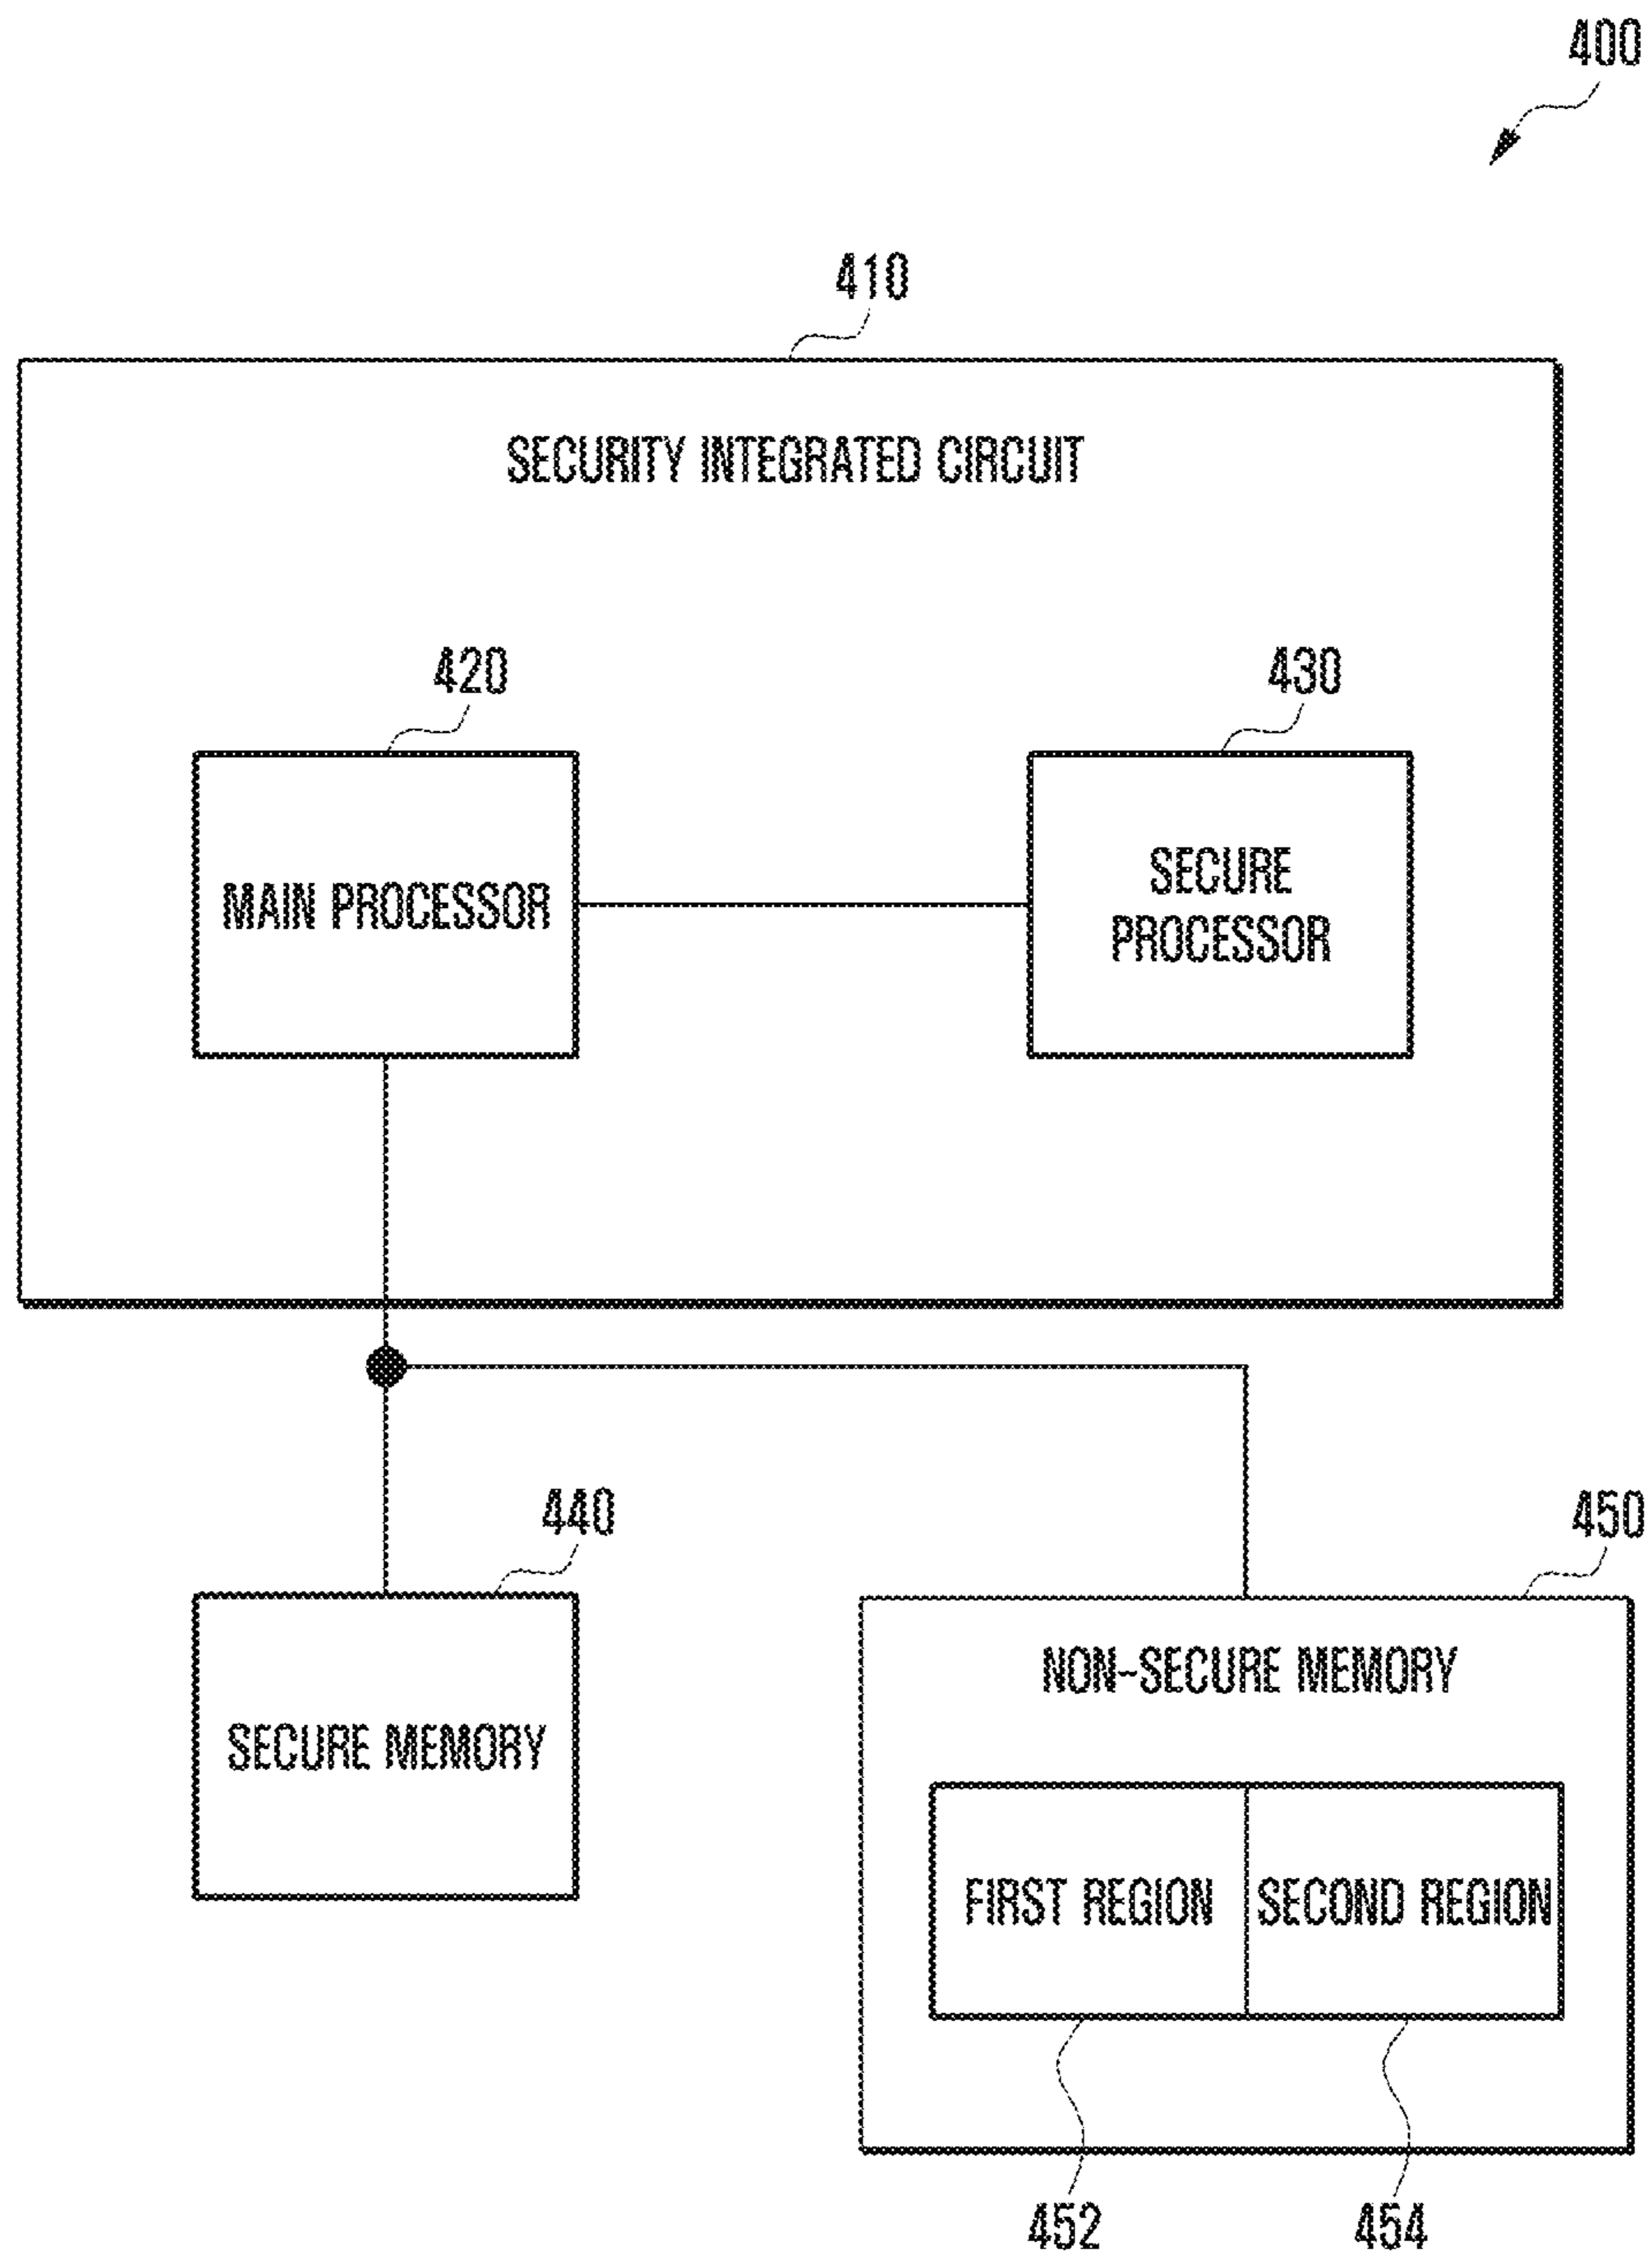 400
410
SECURITY INTEGRATED CIRCUIT
420
430
MAIN PROCESSOR
SECURE
PROCESSOR
440
450
SECURE MEMORY
NON-SECURE MEMORY
FIRST REGION
SECOND REGION
452
454